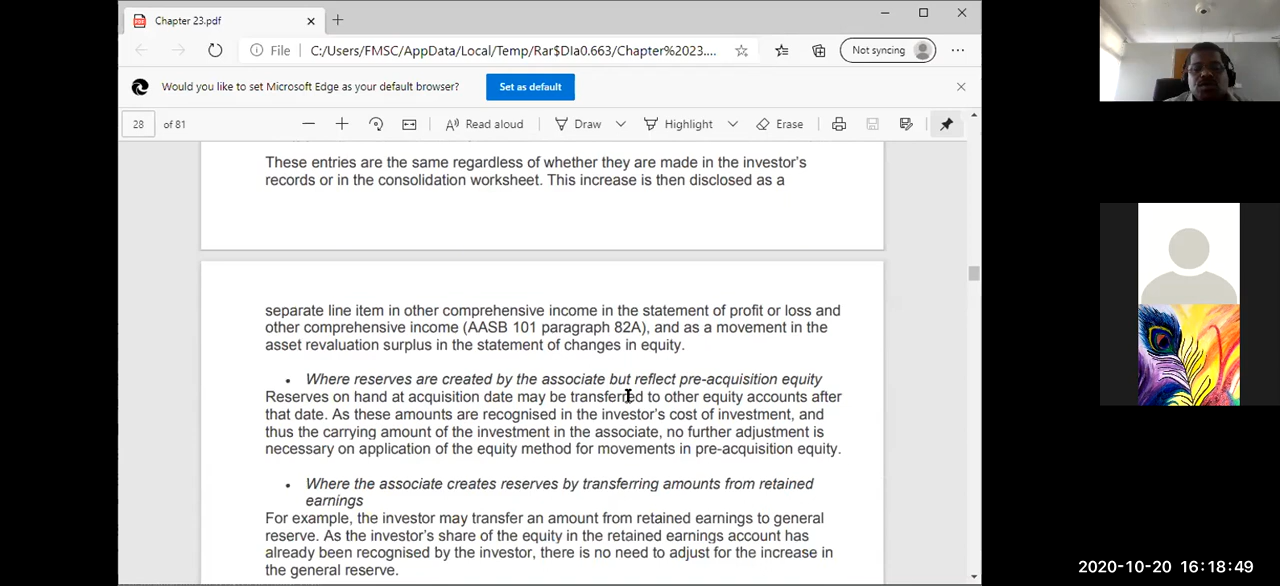 Chapter 23.pdf
File C:/Users/FMSC/AppData/Local/Temp/Rar$DIa0.663/Chapter%2023.... Not syncing
Would you like to set Microsoft Edge as your default browser? Set as default
28 of 81 Read aloud Draw Highlight Erase
These entries are the same regardless of whether they are made in the investor's
records or in the consolidation worksheet. This increase is then disclosed as a
separate line item in other comprehensive income in the statement of profit or loss and
other comprehensive income (AASB 101 paragraph 82A), and as a movement in the
asset revaluation surplus in the statement of changes in equity.
• Where reserves are created by the associate but reflect pre-acquisition equity
Reserves on hand at acquisition date may be transferred to other equity accounts after
that date. As these amounts are recognised in the investor's cost of investment, and
thus the carrying amount of the investment in the associate, no further adjustment is
necessary on application of the equity method for movements in pre-acquisition equity.
• Where the associate creates reserves by transferring amounts from retained
earnings
For example, the investor may transfer an amount from retained earnings to general
reserve. As the investor's share of the equity in the retained earnings account has
already been recognised by the investor, there is no need to adjust for the increase in
the general reserve.
2020-10-20 16:18:49